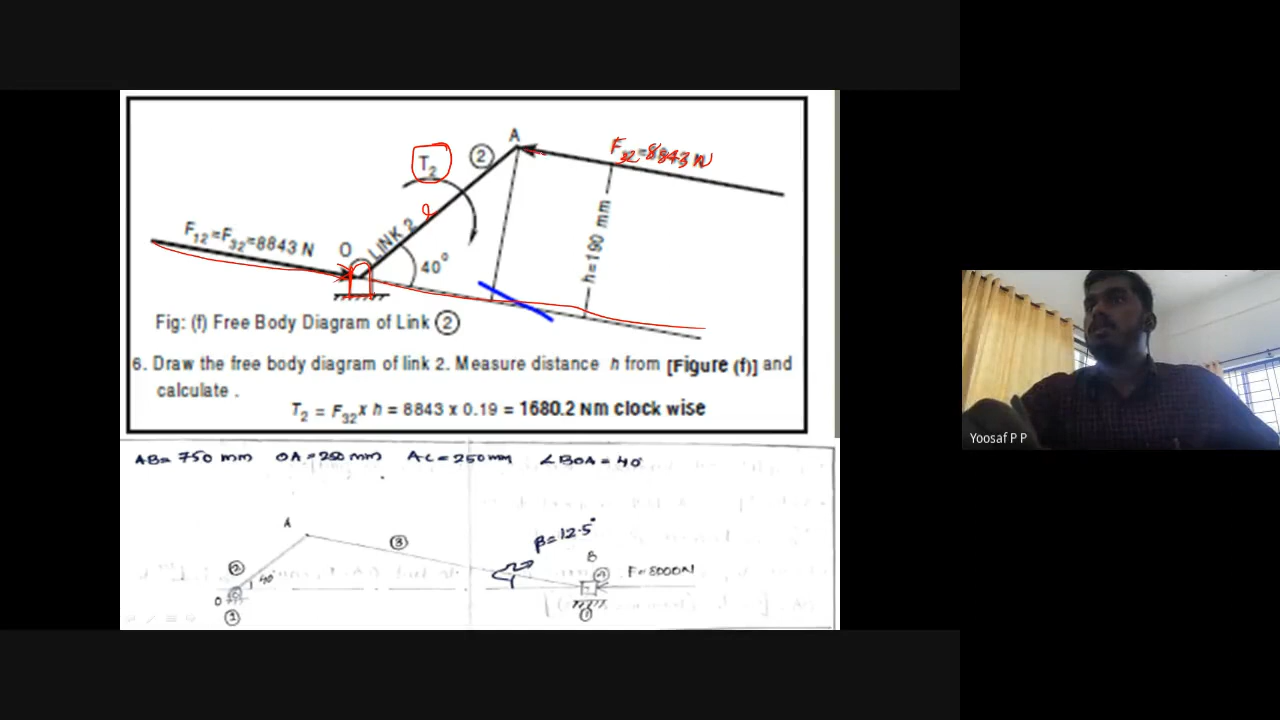 A
② F32=8843 N
T2
h=190 mm
F12=F32=8843 N
O
LINK 2
40°
Fig: (f) Free Body Diagram of Link ②
6. Draw the free body diagram of link 2. Measure distance h from [Figure (f)] and
calculate .
T2 = F32 x h = 8843 x 0.19 = 1680.2 Nm clock wise
Yoosaf P P
AB= 750 mm OA = 250 mm AC = 250mm ∠BOA = 40°
A
③
β=12.5°
B
② 40°
④ F=8000N
O
①
①